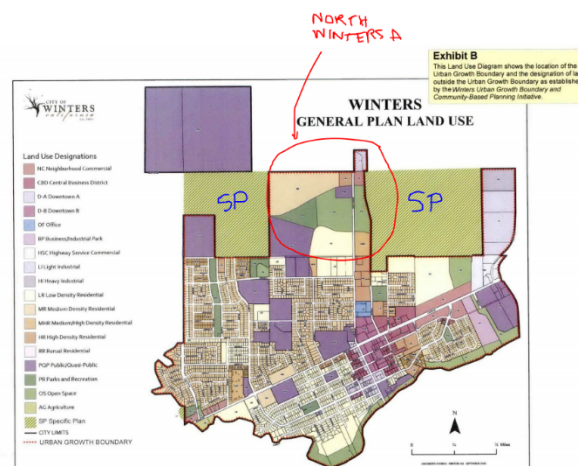 NORTH
WINTERS A
Exhibit B
This Land Use Diagram shows the location of the
Urban Growth Boundary and the designation of la
outside the Urban Growth Boundary as establishe
by the Winters Urban Growth Boundary and
Community-Based Planning Initiative.
CITY OF
WINTERS
California
WINTERS
GENERAL PLAN LAND USE
Land Use Designations
NC Neighborhood Commercial
CBD Central Business District
D-A Downtown A
D-B Downtown B
OF Office
BP Business/Industrial Park
HSC Highway Service Commercial
LI Light Industrial
HI Heavy Industrial
LR Low Density Residential
MR Medium Density Residential
MHR Medium/High Density Residential
HR High Density Residential
RR Rural Residential
PQP Public/Quasi-Public
PR Parks and Recreation
OS Open Space
AG Agriculture
SP Specific Plan
CITY LIMITS
URBAN GROWTH BOUNDARY
SP
SP
N
Miles